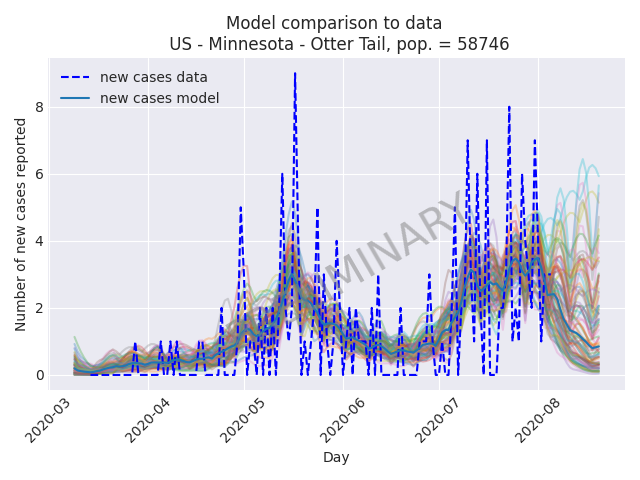 Model comparison to data
US - Minnesota - Otter Tail, pop. = 58746
new cases data
new cases model
Number of new cases reported
8
6
4
2
0
2020-03
2020-04
2020-05
2020-06
2020-07
2020-08
Day